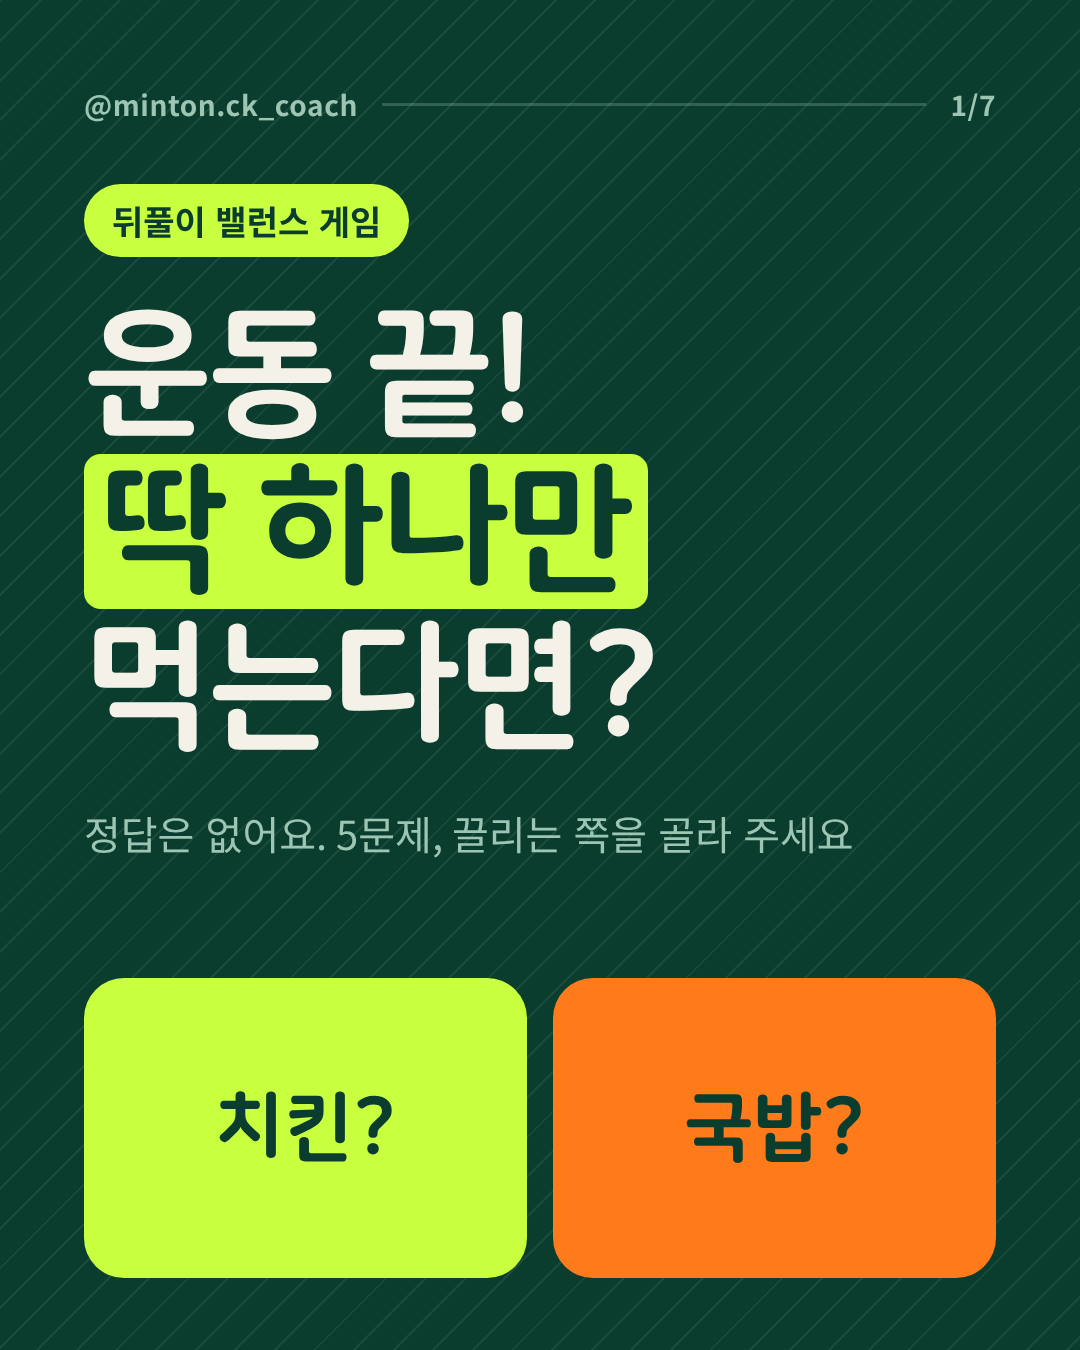 @minton.ck_coach 1/7
뒤풀이 밸런스 게임
운동 끝!
딱 하나만
먹는다면?
정답은 없어요. 5문제, 끌리는 쪽을 골라 주세요
치킨? 국밥?